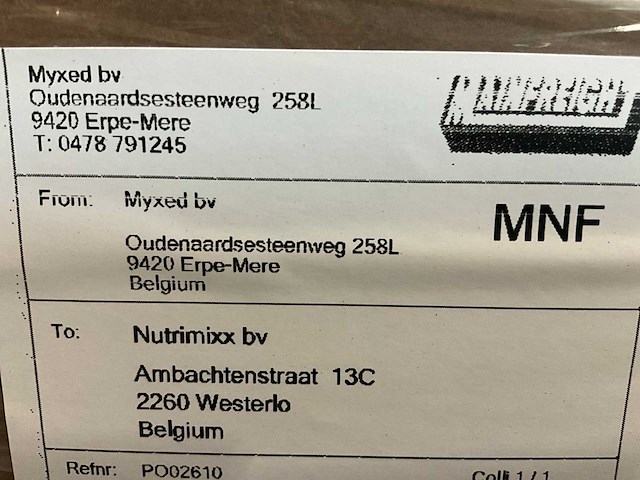 Myxed bv
Oudenaardsesteenweg 258L
9420 Erpe-Mere
T: 0478 791245
From: Myxed bv
MNF
Oudenaardsesteenweg 258L
9420 Erpe-Mere
Belgium
To: Nutrimixx bv
Ambachtenstraat 13C
2260 Westerlo
Belgium
Refnr: PO02610
Colli 1 / 1